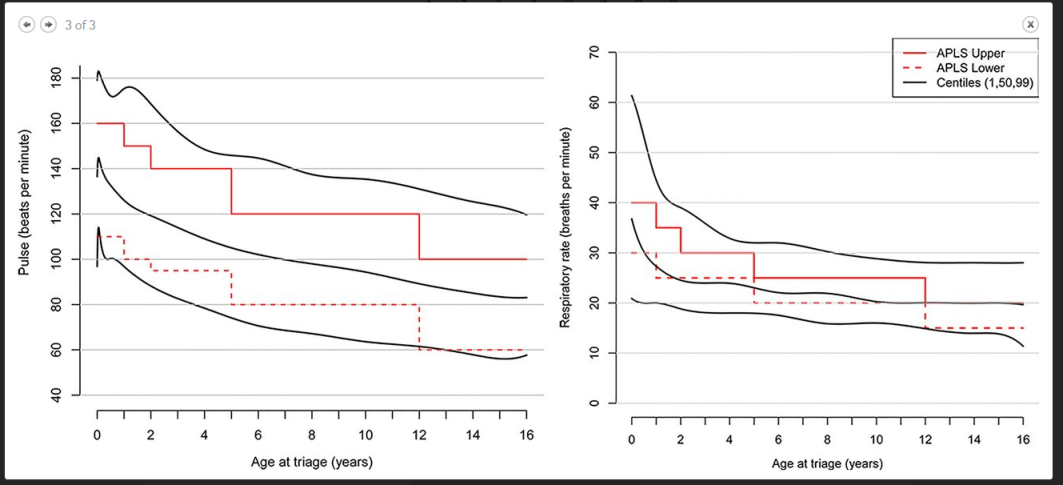 3 of 3
Pulse (beats per minute)
180
160
140
120
100
80
60
40
0 2 4 6 8 10 12 14 16
Age at triage (years)
Respiratory rate (breaths per minute)
70
60
50
40
30
20
10
0
0 2 4 6 8 10 12 14 16
Age at triage (years)
APLS Upper
APLS Lower
Centiles (1,50,99)